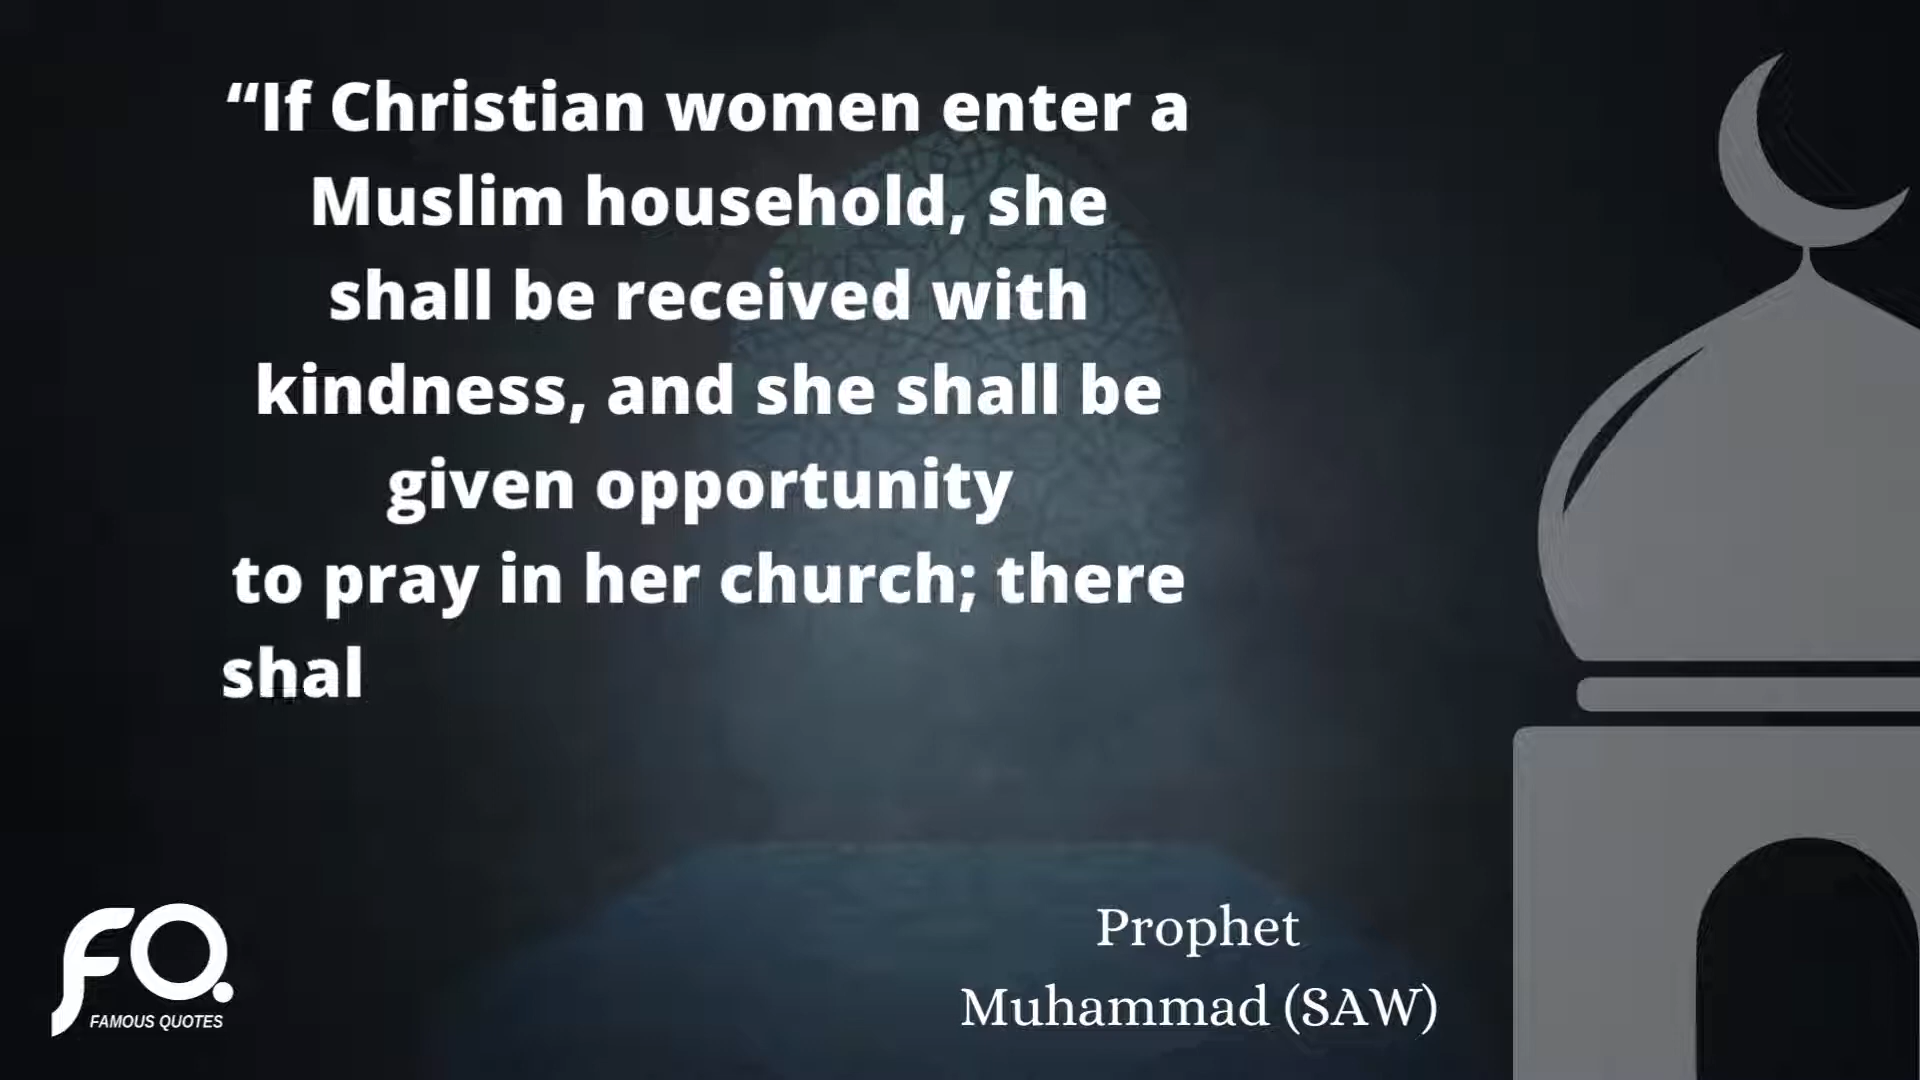 “If Christian women enter a
Muslim household, she
shall be received with
kindness, and she shall be
given opportunity
to pray in her church; there
shal
Prophet
Muhammad (SAW)
FQ.
FAMOUS QUOTES